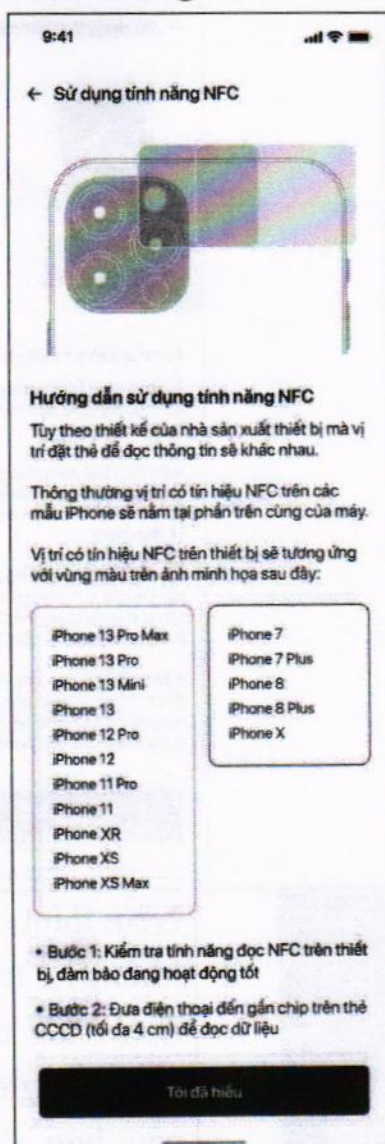 9:41
← Sử dụng tính năng NFC
Hướng dẫn sử dụng tính năng NFC
Tùy theo thiết kế của nhà sản xuất thiết bị mà vị
trí đặt thẻ để đọc thông tin sẽ khác nhau.
Thông thường vị trí có tín hiệu NFC trên các
mẫu iPhone sẽ nằm tại phần trên cùng của máy.
Vị trí có tín hiệu NFC trên thiết bị sẽ tương ứng
với vùng màu trên ảnh minh họa sau đây:
iPhone 13 Pro Max
iPhone 13 Pro
iPhone 13 Mini
iPhone 13
iPhone 12 Pro
iPhone 12
iPhone 11 Pro
iPhone 11
iPhone XR
iPhone XS
iPhone XS Max
iPhone 7
iPhone 7 Plus
iPhone 8
iPhone 8 Plus
iPhone X
• Bước 1: Kiểm tra tính năng đọc NFC trên thiết
bị, đảm bảo đang hoạt động tốt
• Bước 2: Đưa điện thoại đến gần chip trên thẻ
CCCD (tối đa 4 cm) để đọc dữ liệu
Tôi đã hiểu